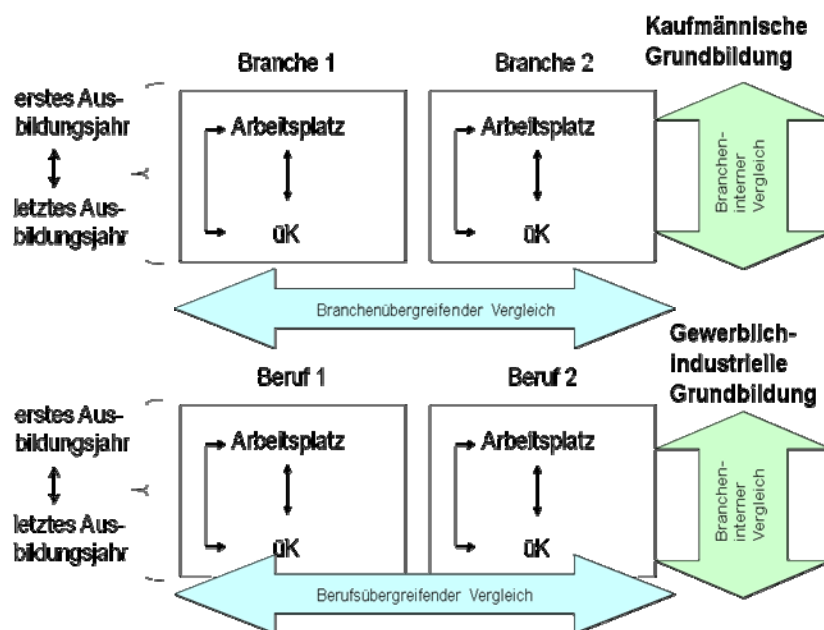 Kaufmännische
Grundbildung
Branche 1
Branche 2
erstes Aus-
bildungsjahr
letztes Aus-
bildungsjahr
Arbeitsplatz
üK
Arbeitsplatz
üK
Branchen-
interner
Vergleich
Branchenübergreifender Vergleich
Gewerblich-
industrielle
Grundbildung
Beruf 1
Beruf 2
erstes Aus-
bildungsjahr
letztes Aus-
bildungsjahr
Arbeitsplatz
üK
Arbeitsplatz
üK
Branchen-
interner
Vergleich
Berufsübergreifender Vergleich